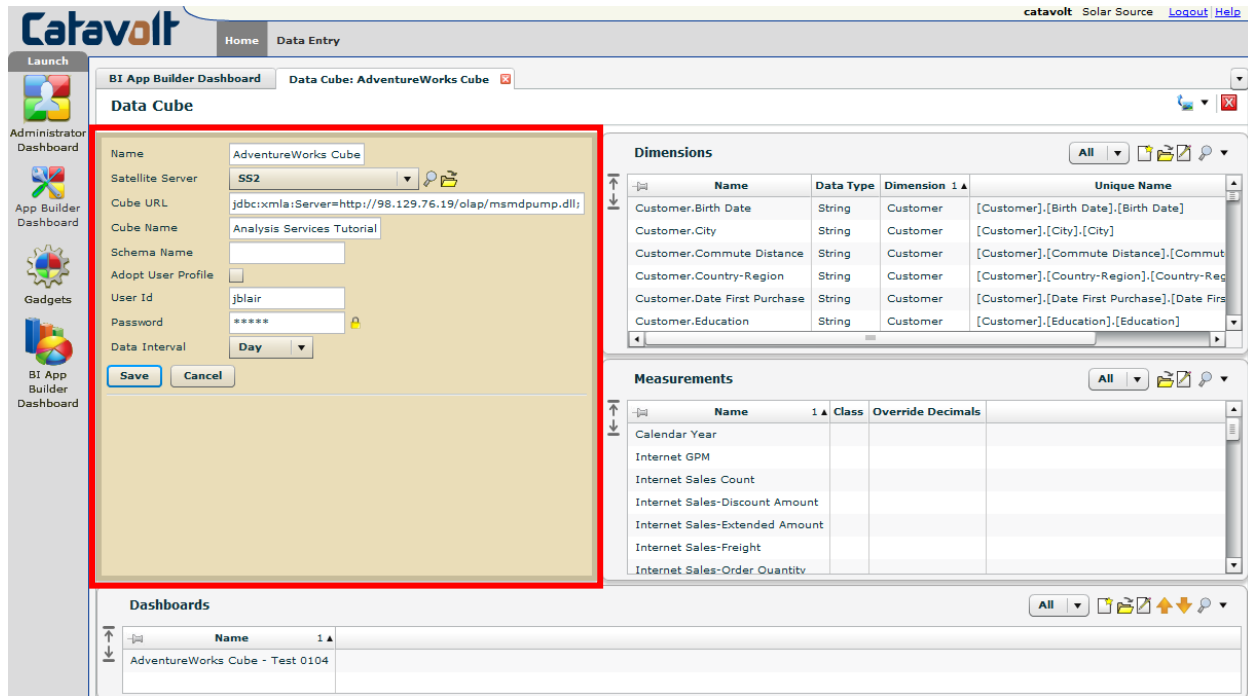 catavolt Solar Source Logout Help
Catavolt
Home Data Entry
Launch
Administrator
Dashboard
App Builder
Dashboard
Gadgets
BI App
Builder
Dashboard
BI App Builder Dashboard Data Cube: AdventureWorks Cube
Data Cube
Name AdventureWorks Cube
Satellite Server SS2
Cube URL jdbc:xmla:Server=http://98.129.76.19/olap/msmdpump.dll;
Cube Name Analysis Services Tutorial
Schema Name
Adopt User Profile
User Id jblair
Password *****
Data Interval Day
Save Cancel
Dimensions All
Name Data Type Dimension 1 Unique Name
Customer.Birth Date String Customer [Customer].[Birth Date].[Birth Date]
Customer.City String Customer [Customer].[City].[City]
Customer.Commute Distance String Customer [Customer].[Commute Distance].[Commut
Customer.Country-Region String Customer [Customer].[Country-Region].[Country-Reg
Customer.Date First Purchase String Customer [Customer].[Date First Purchase].[Date Firs
Customer.Education String Customer [Customer].[Education].[Education]
Measurements All
Name 1 Class Override Decimals
Calendar Year
Internet GPM
Internet Sales Count
Internet Sales-Discount Amount
Internet Sales-Extended Amount
Internet Sales-Freight
Internet Sales-Order Quantity
Dashboards All
Name 1
AdventureWorks Cube - Test 0104